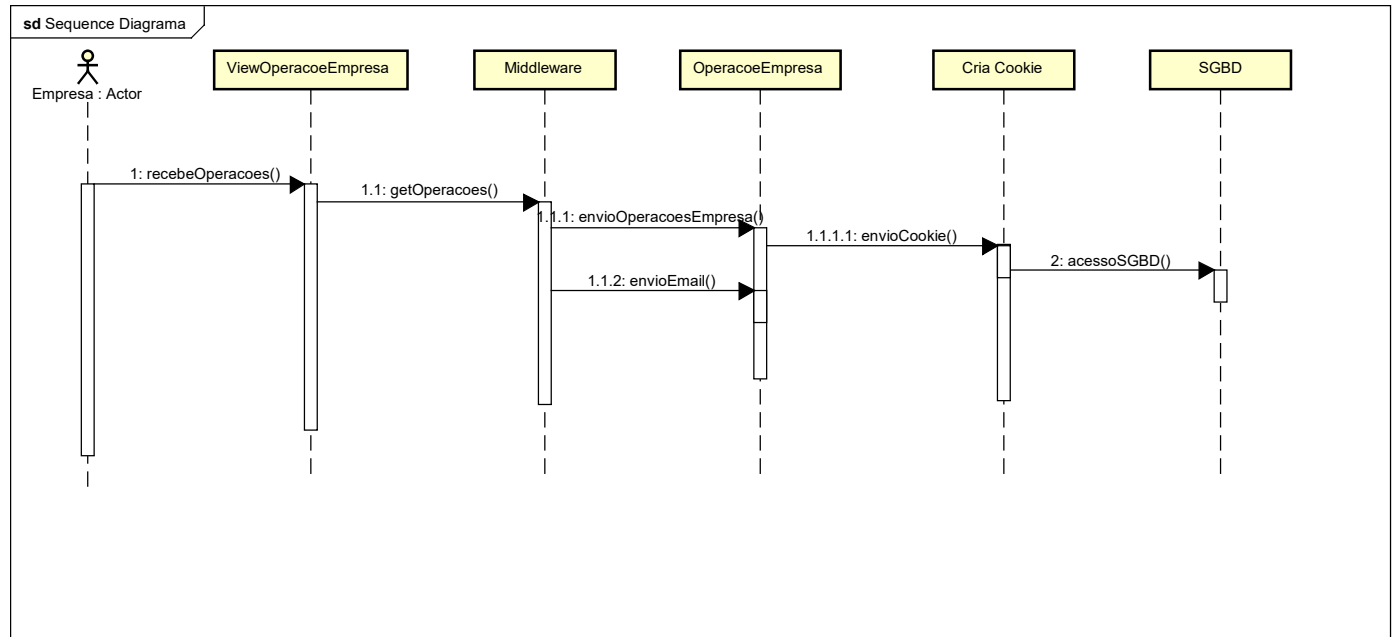 sd Sequence Diagrama
Empresa : Actor
ViewOperacoeEmpresa
Middleware
OperacoeEmpresa
Cria Cookie
SGBD
1: recebeOperacoes()
1.1: getOperacoes()
1.1.1: envioOperacoesEmpresa()
1.1.1.1: envioCookie()
2: acessoSGBD()
1.1.2: envioEmail()